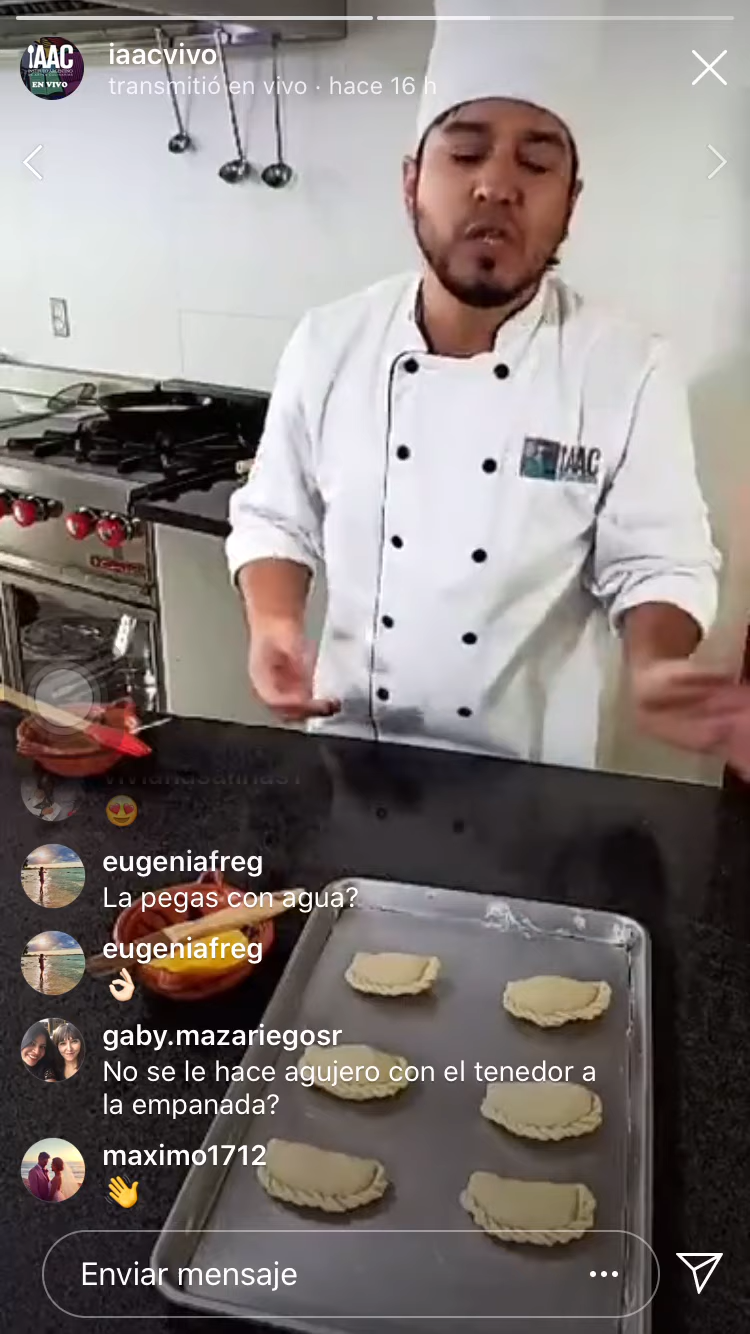 IAAC
EN VIVO
iaacvivo
transmitió en vivo · hace 16 h
IAAC
eugeniafreg
La pegas con agua?
eugeniafreg
gaby.mazariegosr
No se le hace agujero con el tenedor a
la empanada?
maximo1712
Enviar mensaje